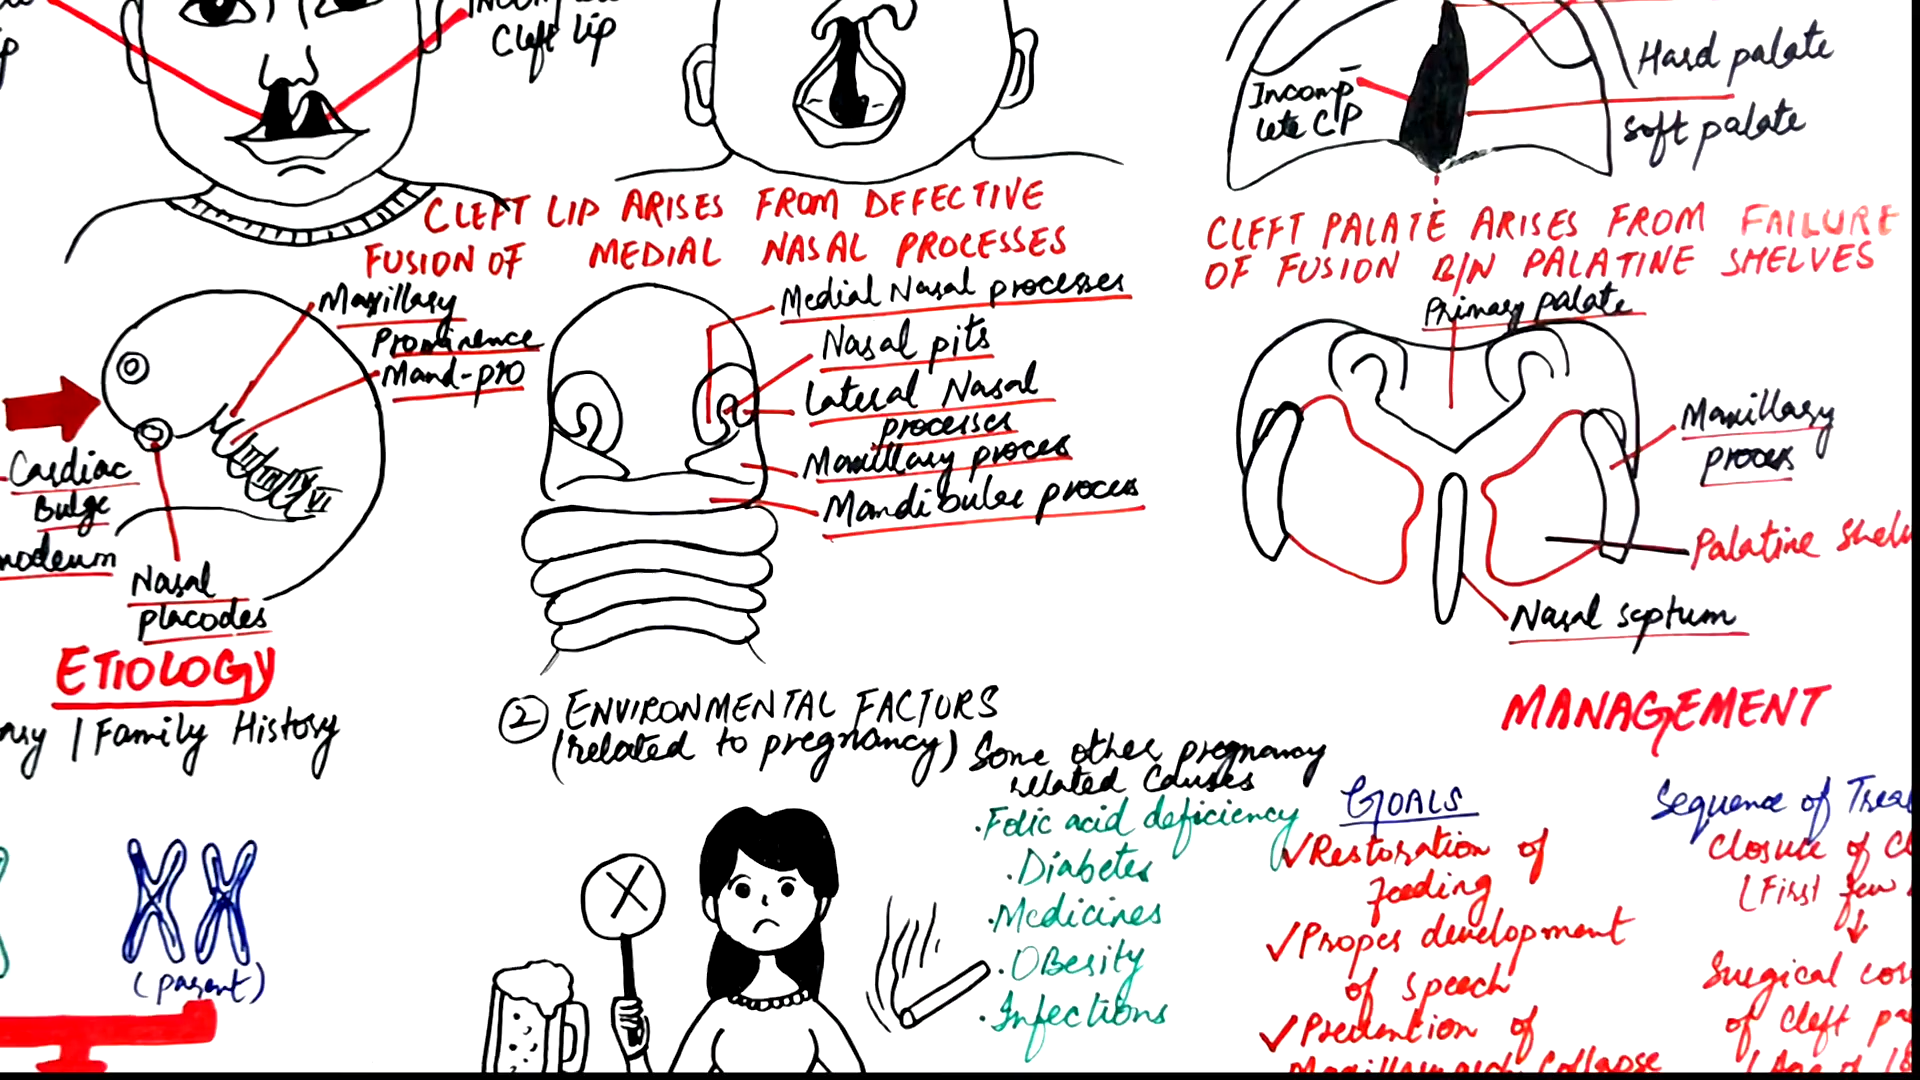 Cleft lip
Incomp
lete CP
Hard palate
Soft palate
CLEFT LIP ARISES FROM DEFECTIVE
FUSION OF MEDIAL NASAL PROCESSES
CLEFT PALATE ARISES FROM FAILURE
OF FUSION B/N PALATINE SHELVES
Maxillary
Prominence
Mand-pro
Cardiac
Bulge
Nasal
placodes
VI
Medial Nasal processes
Nasal pits
Lateral Nasal
processes
Maxillary proces
Mandibular process
Primary palate
Maxillary
process
Palatine
Nasal septum
ETIOLOGY
| Family History
(parent)
② ENVIRONMENTAL FACTORS
(related to pregnancy)
Some other pregnancy
related causes
·Folic acid deficiency
·Diabetes
·Medicines
·Obesity
·Infections
MANAGEMENT
GOALS
✓Restoration of
feeding
✓Proper development
of speech
✓Prevention of
collapse
Sequence of
Closure of
(First few
Surgical
of cleft
(Age of